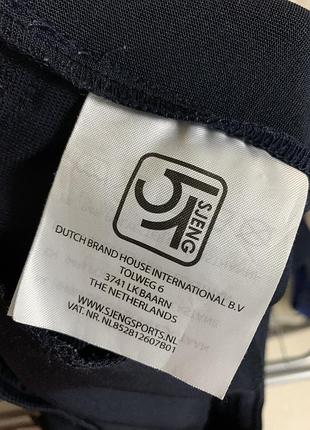 SJENG
DUTCH BRAND HOUSE INTERNATIONAL B.V
TOLWEG 6
3741 LK BAARN
THE NETHERLANDS
WWW.SJENGSPORTS.NL
VAT. NR. NL852812607B01